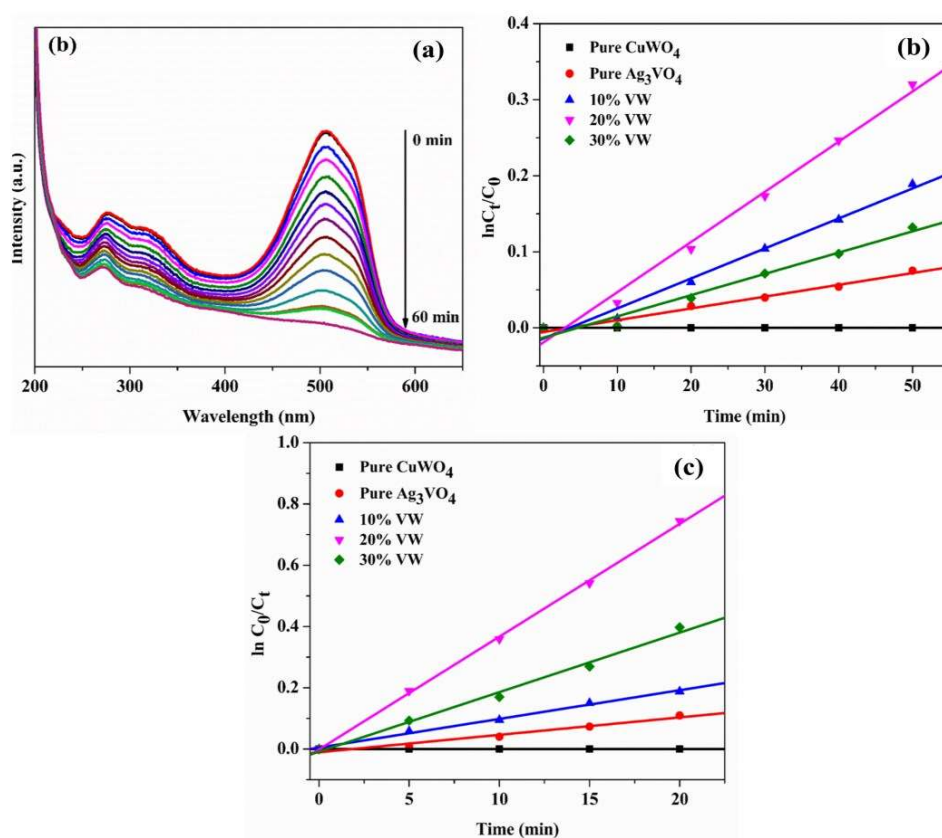 (b)
(a)
0 min
60 min
Intensity (a.u.)
200
300
400
500
600
Wavelength (nm)
(b)
Pure CuWO₄
Pure Ag₃VO₄
10% VW
20% VW
30% VW
lnCₜ/C₀
0.4
0.3
0.2
0.1
0.0
0
10
20
30
40
50
Time (min)
(c)
Pure CuWO₄
Pure Ag₃VO₄
10% VW
20% VW
30% VW
ln C₀/Cₜ
1.0
0.8
0.6
0.4
0.2
0.0
0
5
10
15
20
Time (min)